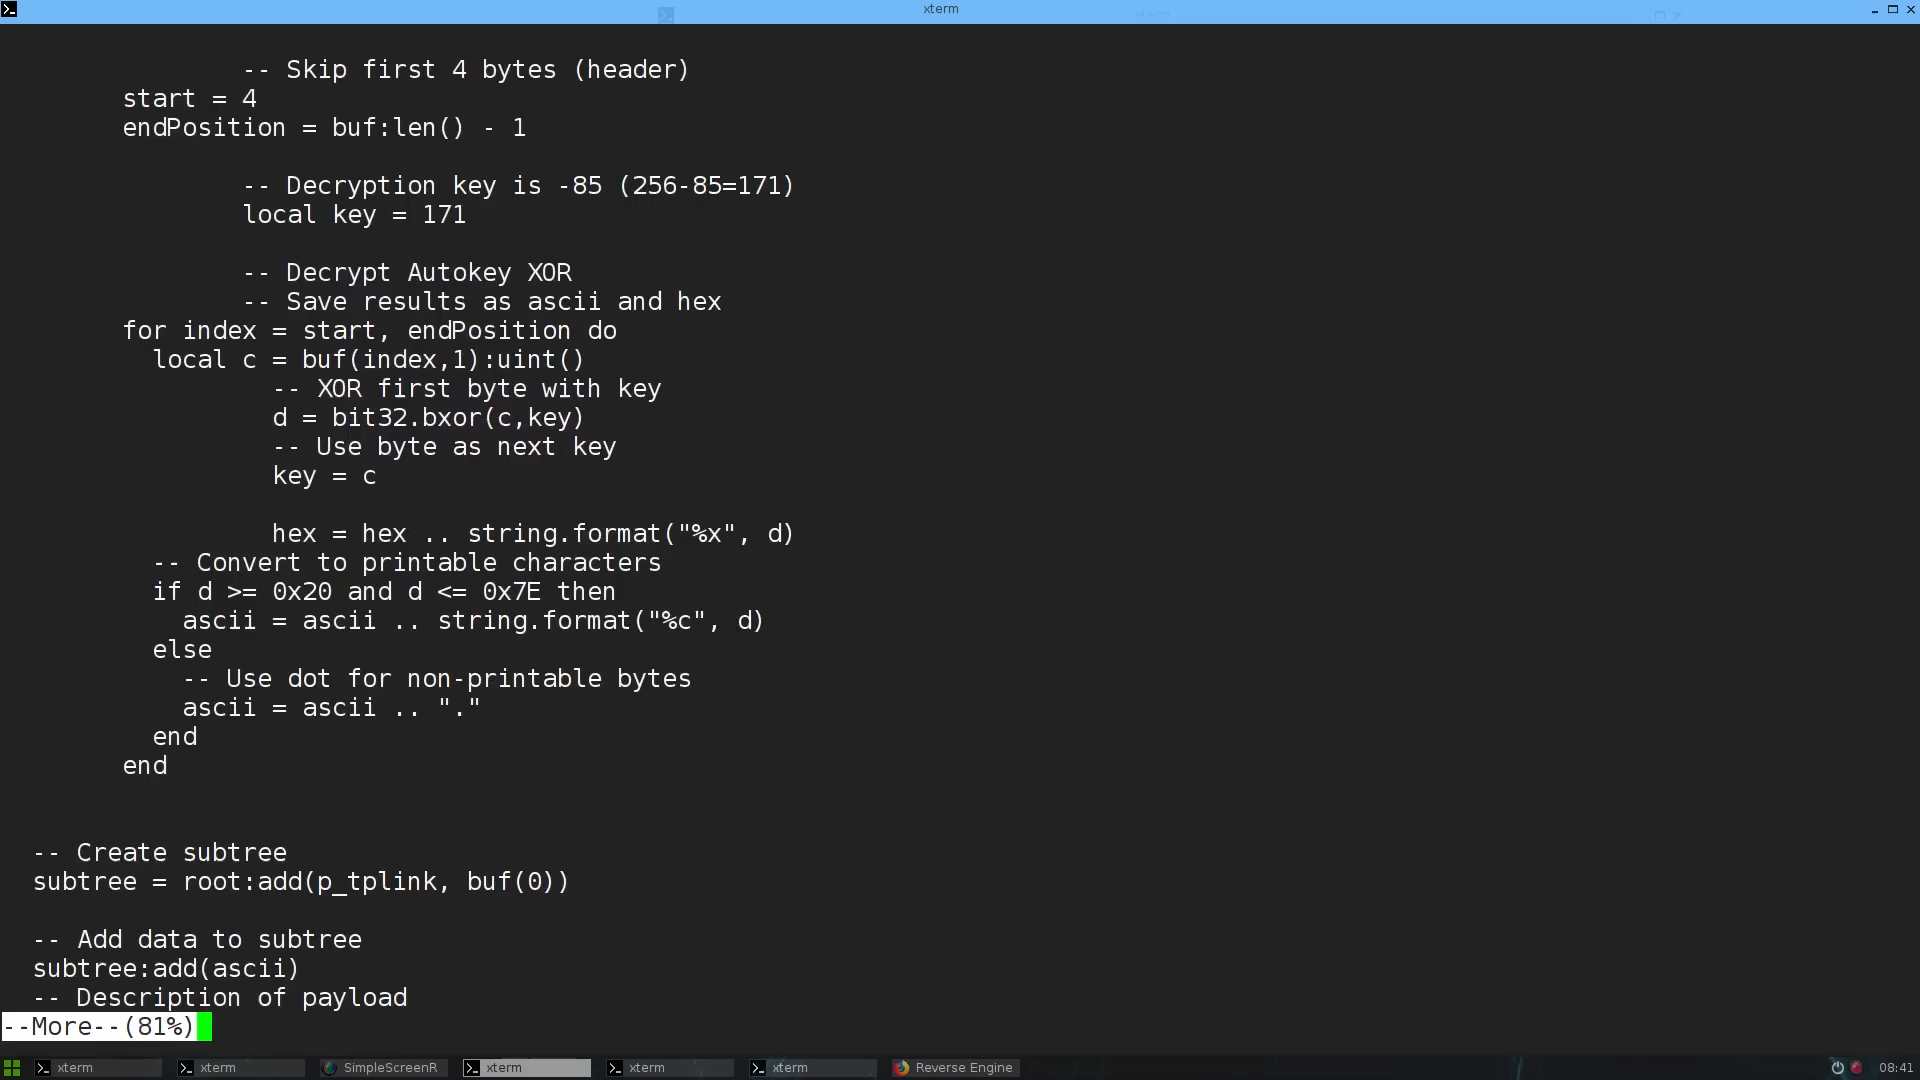 xterm
-- Skip first 4 bytes (header)
start = 4
endPosition = buf:len() - 1
-- Decryption key is -85 (256-85=171)
local key = 171
-- Decrypt Autokey XOR
-- Save results as ascii and hex
for index = start, endPosition do
local c = buf(index,1):uint()
-- XOR first byte with key
d = bit32.bxor(c,key)
-- Use byte as next key
key = c
hex = hex .. string.format("%x", d)
-- Convert to printable characters
if d >= 0x20 and d <= 0x7E then
ascii = ascii .. string.format("%c", d)
else
-- Use dot for non-printable bytes
ascii = ascii .. "."
end
end
-- Create subtree
subtree = root:add(p_tplink, buf(0))
-- Add data to subtree
subtree:add(ascii)
-- Description of payload
--More--(81%)
xterm xterm SimpleScreenR xterm xterm xterm Reverse Engine 08:41